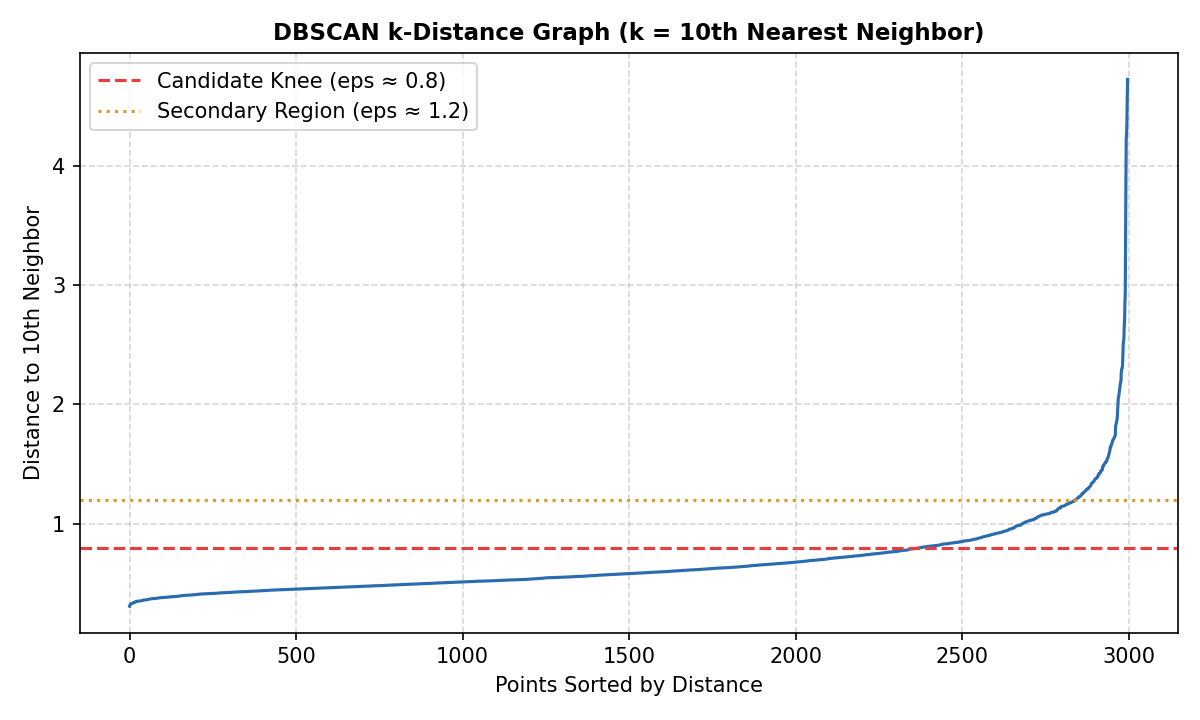 DBSCAN k-Distance Graph (k = 10th Nearest Neighbor)
Candidate Knee (eps ≈ 0.8)
Secondary Region (eps ≈ 1.2)
Distance to 10th Neighbor
4
3
2
1
0 500 1000 1500 2000 2500 3000
Points Sorted by Distance